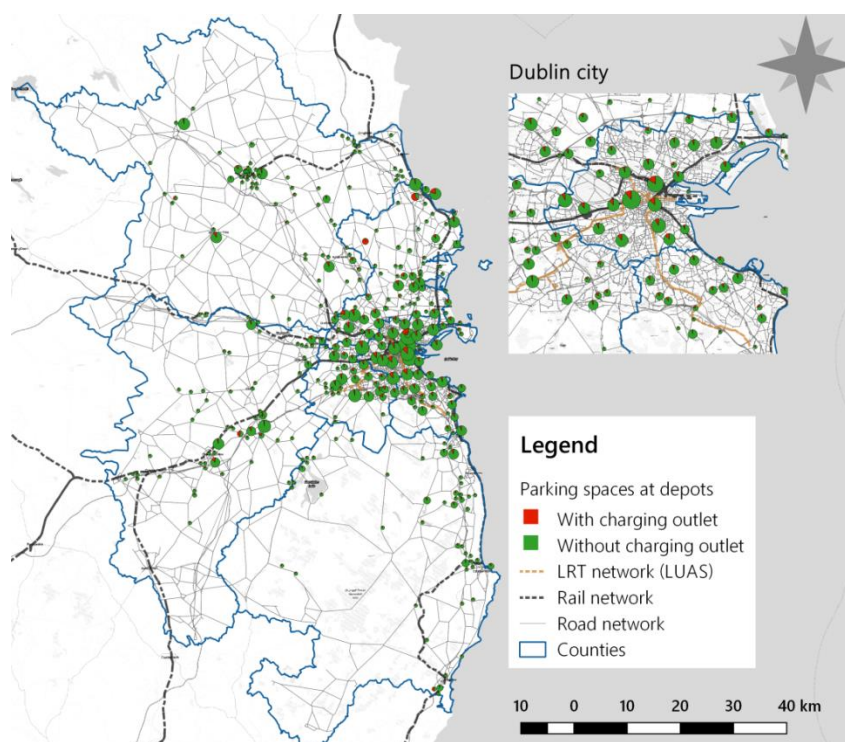 Dublin city
Legend
Parking spaces at depots
With charging outlet
Without charging outlet
LRT network (LUAS)
Rail network
Road network
Counties
10 0 10 20 30 40 km